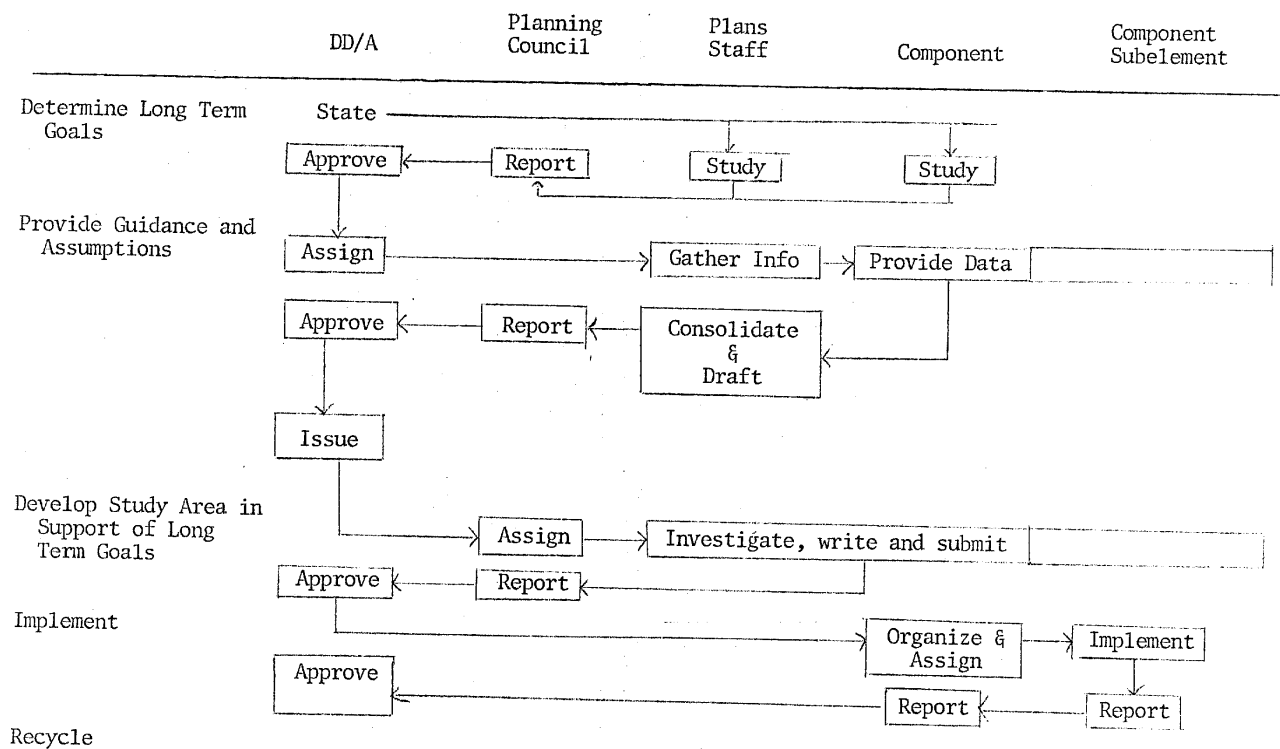 DD/A
Planning
Council
Plans
Staff
Component
Component
Subelement
Determine Long Term
Goals
State
Approve
Report
Study
Study
Provide Guidance and
Assumptions
Assign
Gather Info
Provide Data
Approve
Report
Consolidate
&
Draft
Issue
Develop Study Area in
Support of Long
Term Goals
Assign
Investigate, write and submit
Approve
Report
Implement
Organize &
Assign
Implement
Approve
Report
Report
Recycle